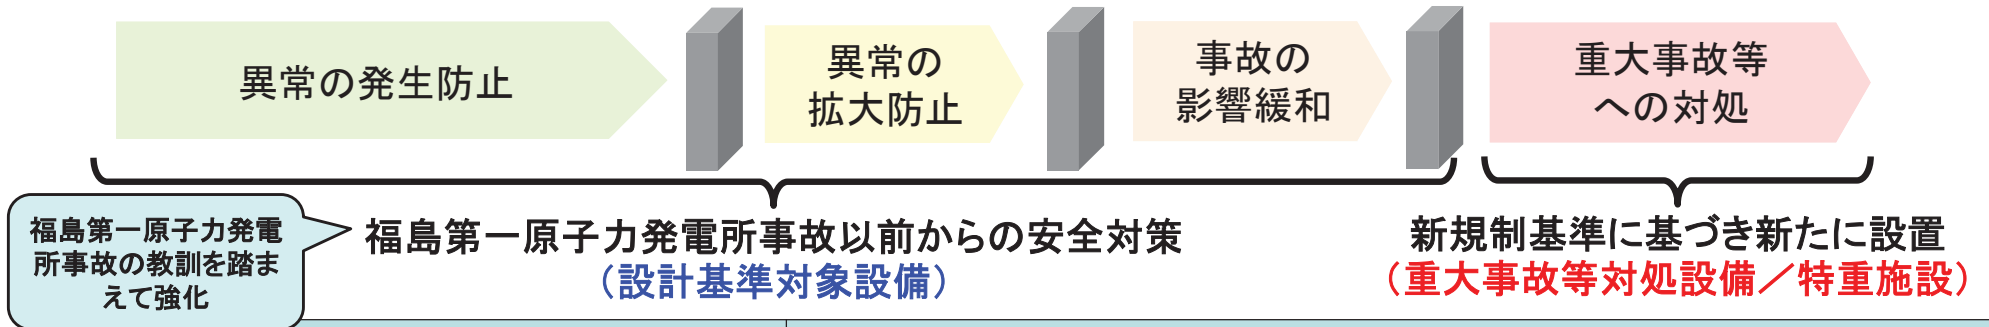 異常の発生防止
異常の
拡大防止
事故の
影響緩和
重大事故等
への対処
福島第一原子力発電
所事故の教訓を踏ま
えて強化
福島第一原子力発電所事故以前からの安全対策
（設計基準対象設備）
新規制基準に基づき新たに設置
（重大事故等対処設備／特重施設）